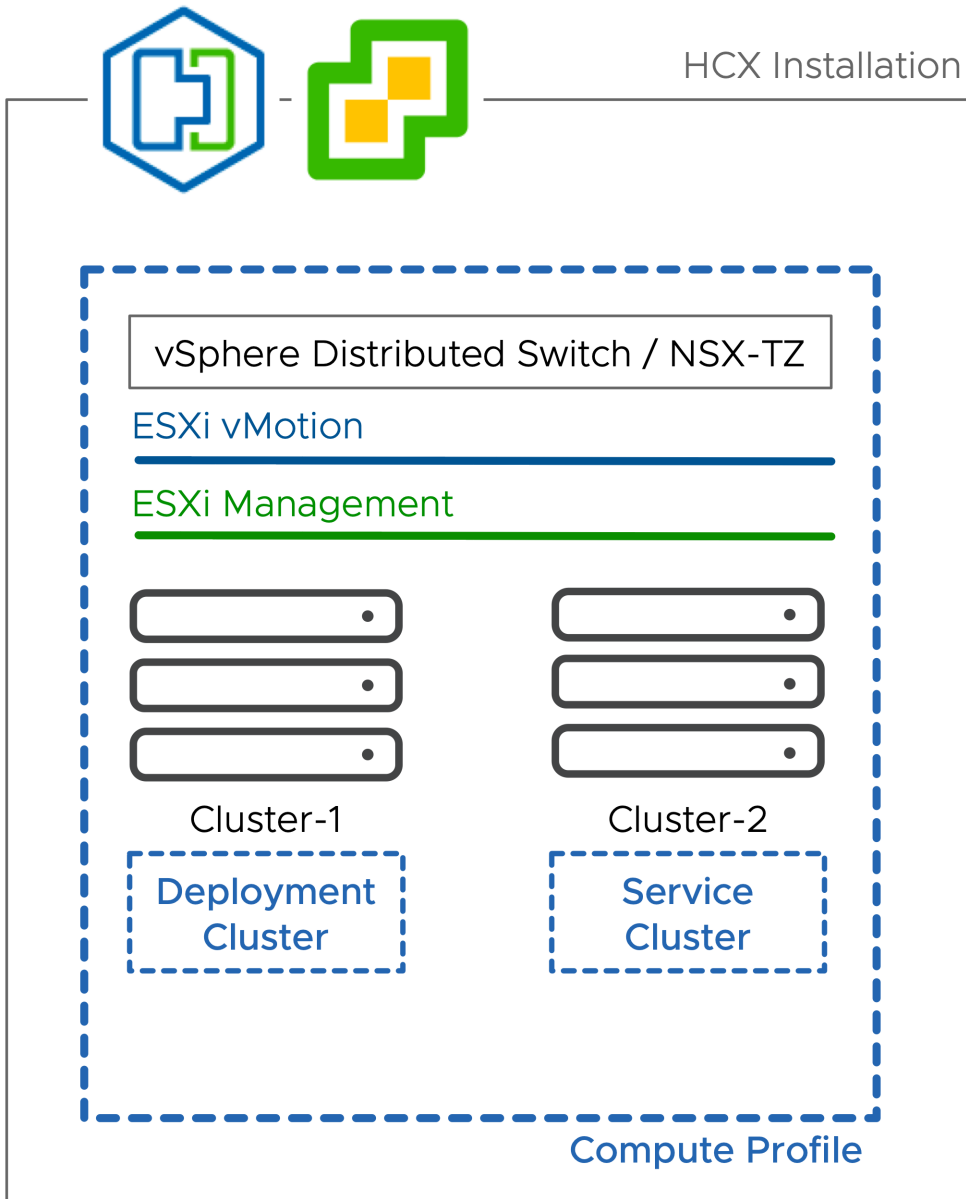 HCX Installation
vSphere Distributed Switch / NSX-TZ
ESXi vMotion
ESXi Management
Cluster-1
Cluster-2
Deployment
Cluster
Service
Cluster
Compute Profile